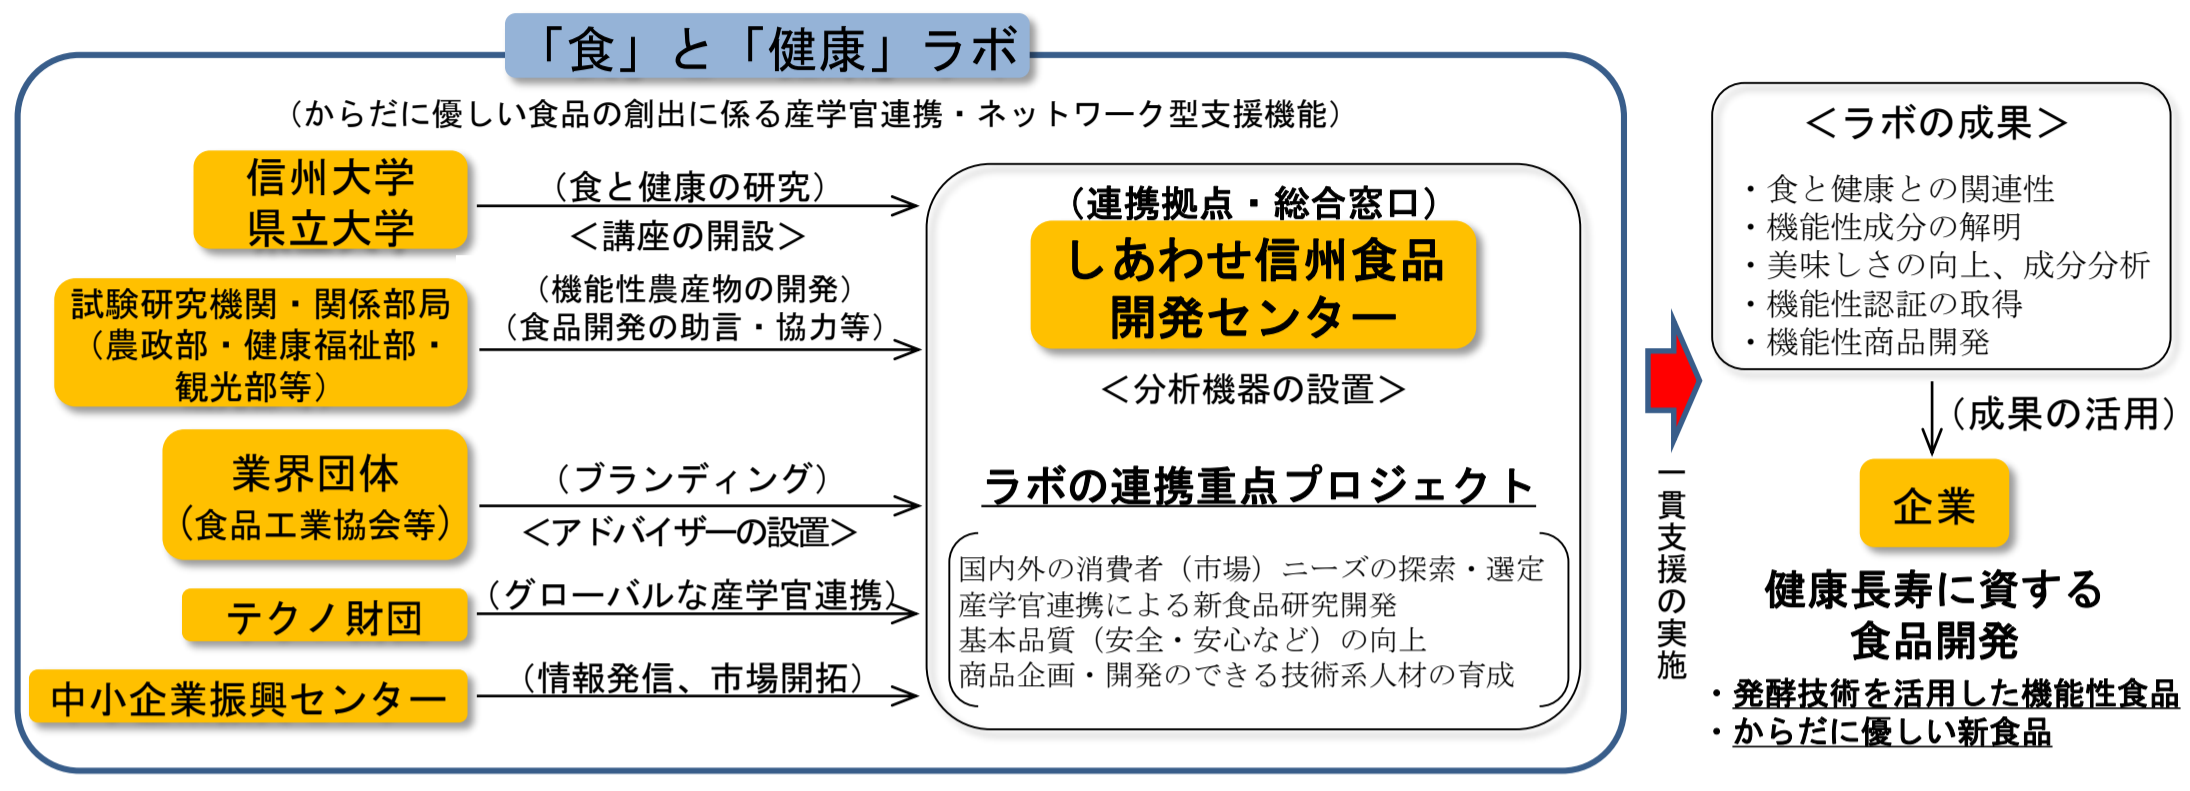 「食」と「健康」ラボ
（からだに優しい食品の創出に係る産学官連携・ネットワーク型支援機能）
信州大学
県立大学
（食と健康の研究）
＜講座の開設＞
試験研究機関・関係部局
（農政部・健康福祉部・
観光部等）
（機能性農産物の開発）
（食品開発の助言・協力等）
業界団体
（食品工業協会等）
（ブランディング）
＜アドバイザーの設置＞
テクノ財団
（グローバルな産学官連携）
中小企業振興センター
（情報発信、市場開拓）
（連携拠点・総合窓口）
しあわせ信州食品
開発センター
＜分析機器の設置＞
ラボの連携重点プロジェクト
国内外の消費者（市場）ニーズの探索・選定
産学官連携による新食品研究開発
基本品質（安全・安心など）の向上
商品企画・開発のできる技術系人材の育成
一貫支援の実施
＜ラボの成果＞
・食と健康との関連性
・機能性成分の解明
・美味しさの向上、成分分析
・機能性認証の取得
・機能性商品開発
（成果の活用）
企業
健康長寿に資する
食品開発
・発酵技術を活用した機能性食品
・からだに優しい新食品